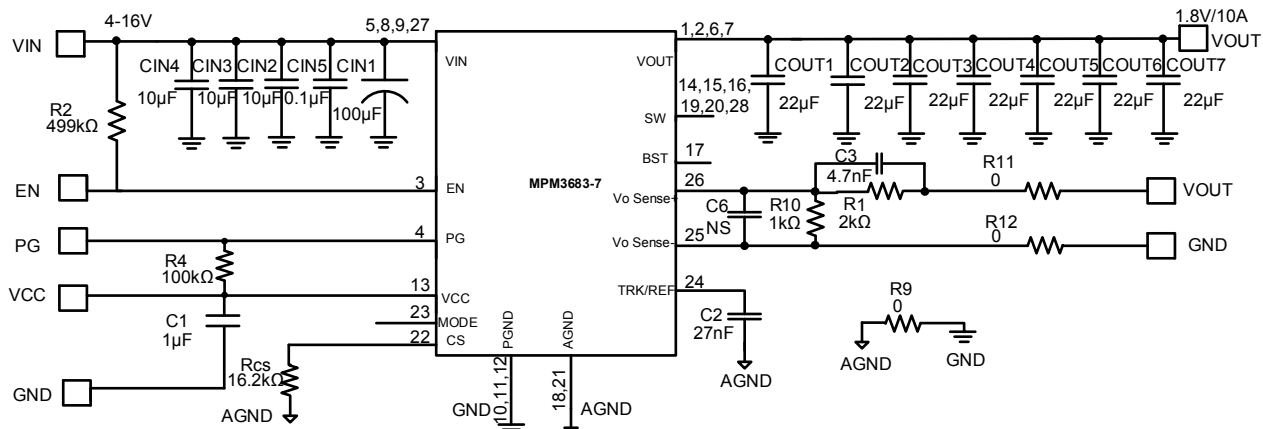 4-16V
VIN
5,8,9,27
VIN
CIN4
10µF
CIN3
10µF
CIN2
10µF
CIN5
0.1µF
CIN1
100µF
R2
499kΩ
EN
3
EN
PG
4
PG
R4
100kΩ
VCC
13
VCC
C1
1µF
23
MODE
22
CS
Rcs
16.2kΩ
GND
AGND
MPM3683-7
PGND
AGND
10,11,12
GND
18,21
AGND
1,2,6,7
VOUT
1.8V/10A
VOUT
COUT1
22µF
COUT2
22µF
COUT3
22µF
COUT4
22µF
COUT5
22µF
COUT6
22µF
COUT7
22µF
14,15,16,
19,20,28
SW
17
BST
26
Vo Sense+
25
Vo Sense-
C6
NS
C3
4.7nF
R10
1kΩ
R1
2kΩ
R11
0
VOUT
R12
0
GND
24
TRK/REF
C2
27nF
AGND
R9
0
AGND
GND